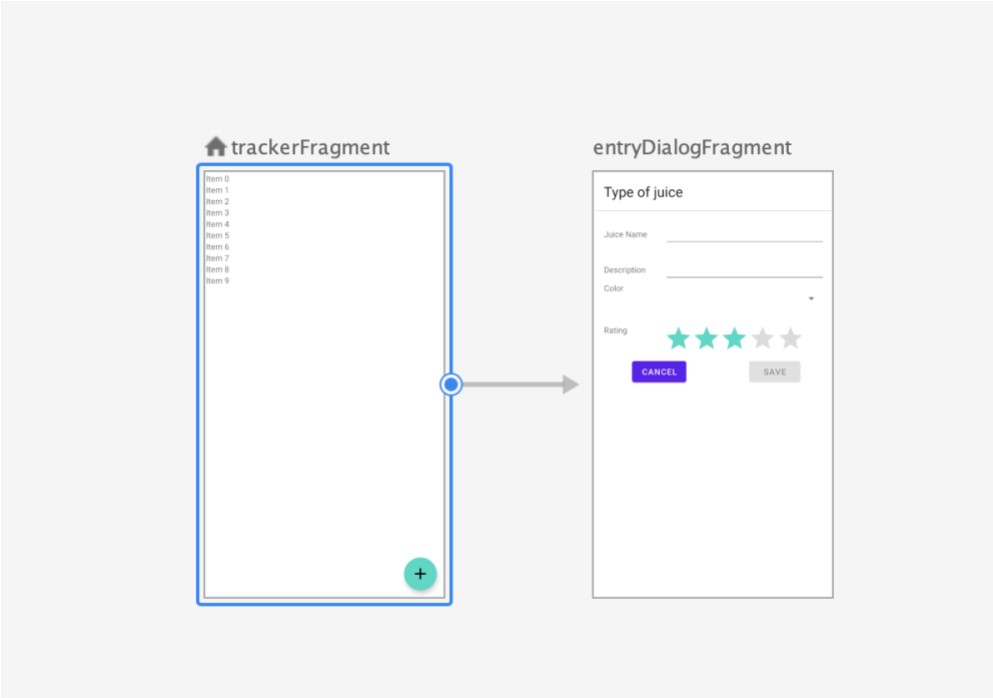 trackerFragment
Item 0
Item 1
Item 2
Item 3
Item 4
Item 5
Item 6
Item 7
Item 8
Item 9
+
entryDialogFragment
Type of juice
Juice Name
Description
Color
Rating
CANCEL SAVE